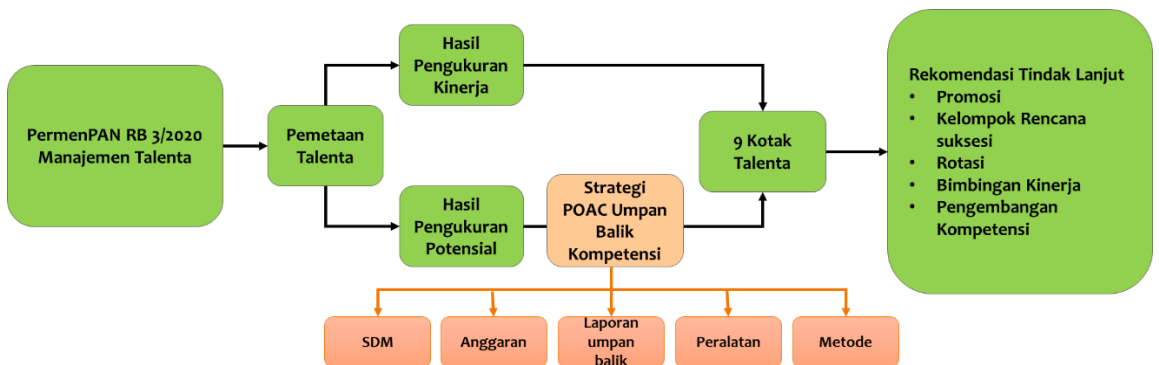 PermenPAN RB 3/2020
Manajemen Talenta
Pemetaan
Talenta
Hasil
Pengukuran
Kinerja
Hasil
Pengukuran
Potensial
Strategi
POAC Umpan
Balik
Kompetensi
9 Kotak
Talenta
Rekomendasi Tindak Lanjut
• Promosi
• Kelompok Rencana
suksesi
• Rotasi
• Bimbingan Kinerja
• Pengembangan
Kompetensi
SDM
Anggaran
Laporan
umpan
balik
Peralatan
Metode